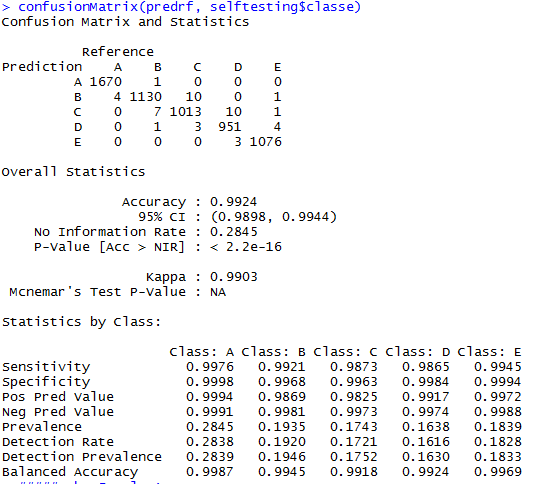 > confusionMatrix(predrf, selftesting$classe)
Confusion Matrix and Statistics
Reference
Prediction A B C D E
A 1670 1 0 0 0
B 4 1130 10 0 1
C 0 7 1013 10 1
D 0 1 3 951 4
E 0 0 0 3 1076
Overall Statistics
Accuracy : 0.9924
95% CI : (0.9898, 0.9944)
No Information Rate : 0.2845
P-Value [Acc > NIR] : < 2.2e-16
Kappa : 0.9903
Mcnemar's Test P-Value : NA
Statistics by Class:
Class: A Class: B Class: C Class: D Class: E
Sensitivity 0.9976 0.9921 0.9873 0.9865 0.9945
Specificity 0.9998 0.9968 0.9963 0.9984 0.9994
Pos Pred Value 0.9994 0.9869 0.9825 0.9917 0.9972
Neg Pred Value 0.9991 0.9981 0.9973 0.9974 0.9988
Prevalence 0.2845 0.1935 0.1743 0.1638 0.1839
Detection Rate 0.2838 0.1920 0.1721 0.1616 0.1828
Detection Prevalence 0.2839 0.1946 0.1752 0.1630 0.1833
Balanced Accuracy 0.9987 0.9945 0.9918 0.9924 0.9969